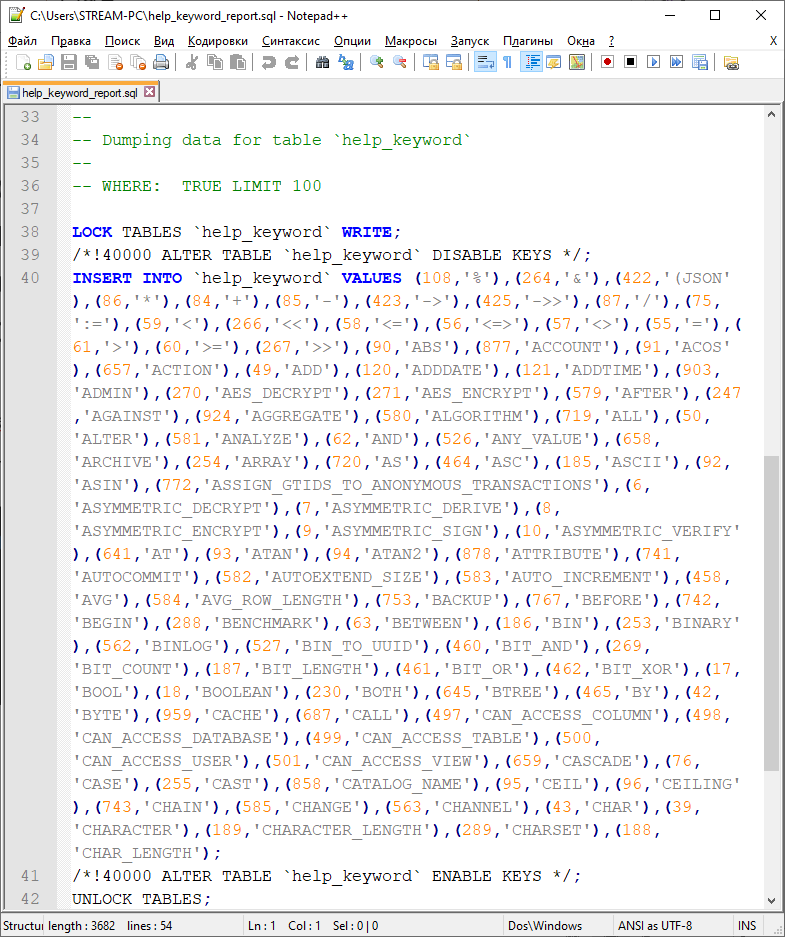 C:\Users\STREAM-PC\help_keyword_report.sql - Notepad++
Файл Правка Поиск Вид Кодировки Синтаксис Опции Макросы Запуск Плагины Окна ? X
help_keyword_report.sql
33 --
34 -- Dumping data for table `help_keyword`
35 --
36 -- WHERE:  TRUE LIMIT 100
37
38 LOCK TABLES `help_keyword` WRITE;
39 /*!40000 ALTER TABLE `help_keyword` DISABLE KEYS */;
40 INSERT INTO `help_keyword` VALUES (108,'%'),(264,'&'),(422,'(JSON'
),(86,'*'),(84,'+'),(85,'-'),(423,'->'),(425,'->>'),(87,'/'),(75,
':='),(59,'<'),(266,'<<'),(58,'<='),(56,'<=>'),(57,'<>'),(55,'='),(
61,'>'),(60,'>='),(267,'>>'),(90,'ABS'),(877,'ACCOUNT'),(91,'ACOS'
),(657,'ACTION'),(49,'ADD'),(120,'ADDDATE'),(121,'ADDTIME'),(903,
'ADMIN'),(270,'AES_DECRYPT'),(271,'AES_ENCRYPT'),(579,'AFTER'),(247
,'AGAINST'),(924,'AGGREGATE'),(580,'ALGORITHM'),(719,'ALL'),(50,
'ALTER'),(581,'ANALYZE'),(62,'AND'),(526,'ANY_VALUE'),(658,
'ARCHIVE'),(254,'ARRAY'),(720,'AS'),(464,'ASC'),(185,'ASCII'),(92,
'ASIN'),(772,'ASSIGN_GTIDS_TO_ANONYMOUS_TRANSACTIONS'),(6,
'ASYMMETRIC_DECRYPT'),(7,'ASYMMETRIC_DERIVE'),(8,
'ASYMMETRIC_ENCRYPT'),(9,'ASYMMETRIC_SIGN'),(10,'ASYMMETRIC_VERIFY'
),(641,'AT'),(93,'ATAN'),(94,'ATAN2'),(878,'ATTRIBUTE'),(741,
'AUTOCOMMIT'),(582,'AUTOEXTEND_SIZE'),(583,'AUTO_INCREMENT'),(458,
'AVG'),(584,'AVG_ROW_LENGTH'),(753,'BACKUP'),(767,'BEFORE'),(742,
'BEGIN'),(288,'BENCHMARK'),(63,'BETWEEN'),(186,'BIN'),(253,'BINARY'
),(562,'BINLOG'),(527,'BIN_TO_UUID'),(460,'BIT_AND'),(269,
'BIT_COUNT'),(187,'BIT_LENGTH'),(461,'BIT_OR'),(462,'BIT_XOR'),(17,
'BOOL'),(18,'BOOLEAN'),(230,'BOTH'),(645,'BTREE'),(465,'BY'),(42,
'BYTE'),(959,'CACHE'),(687,'CALL'),(497,'CAN_ACCESS_COLUMN'),(498,
'CAN_ACCESS_DATABASE'),(499,'CAN_ACCESS_TABLE'),(500,
'CAN_ACCESS_USER'),(501,'CAN_ACCESS_VIEW'),(659,'CASCADE'),(76,
'CASE'),(255,'CAST'),(858,'CATALOG_NAME'),(95,'CEIL'),(96,'CEILING'
),(743,'CHAIN'),(585,'CHANGE'),(563,'CHANNEL'),(43,'CHAR'),(39,
'CHARACTER'),(189,'CHARACTER_LENGTH'),(289,'CHARSET'),(188,
'CHAR_LENGTH');
41 /*!40000 ALTER TABLE `help_keyword` ENABLE KEYS */;
42 UNLOCK TABLES;
Structu length : 3682 lines : 54 Ln : 1 Col : 1 Sel : 0 | 0 Dos\Windows ANSI as UTF-8 INS